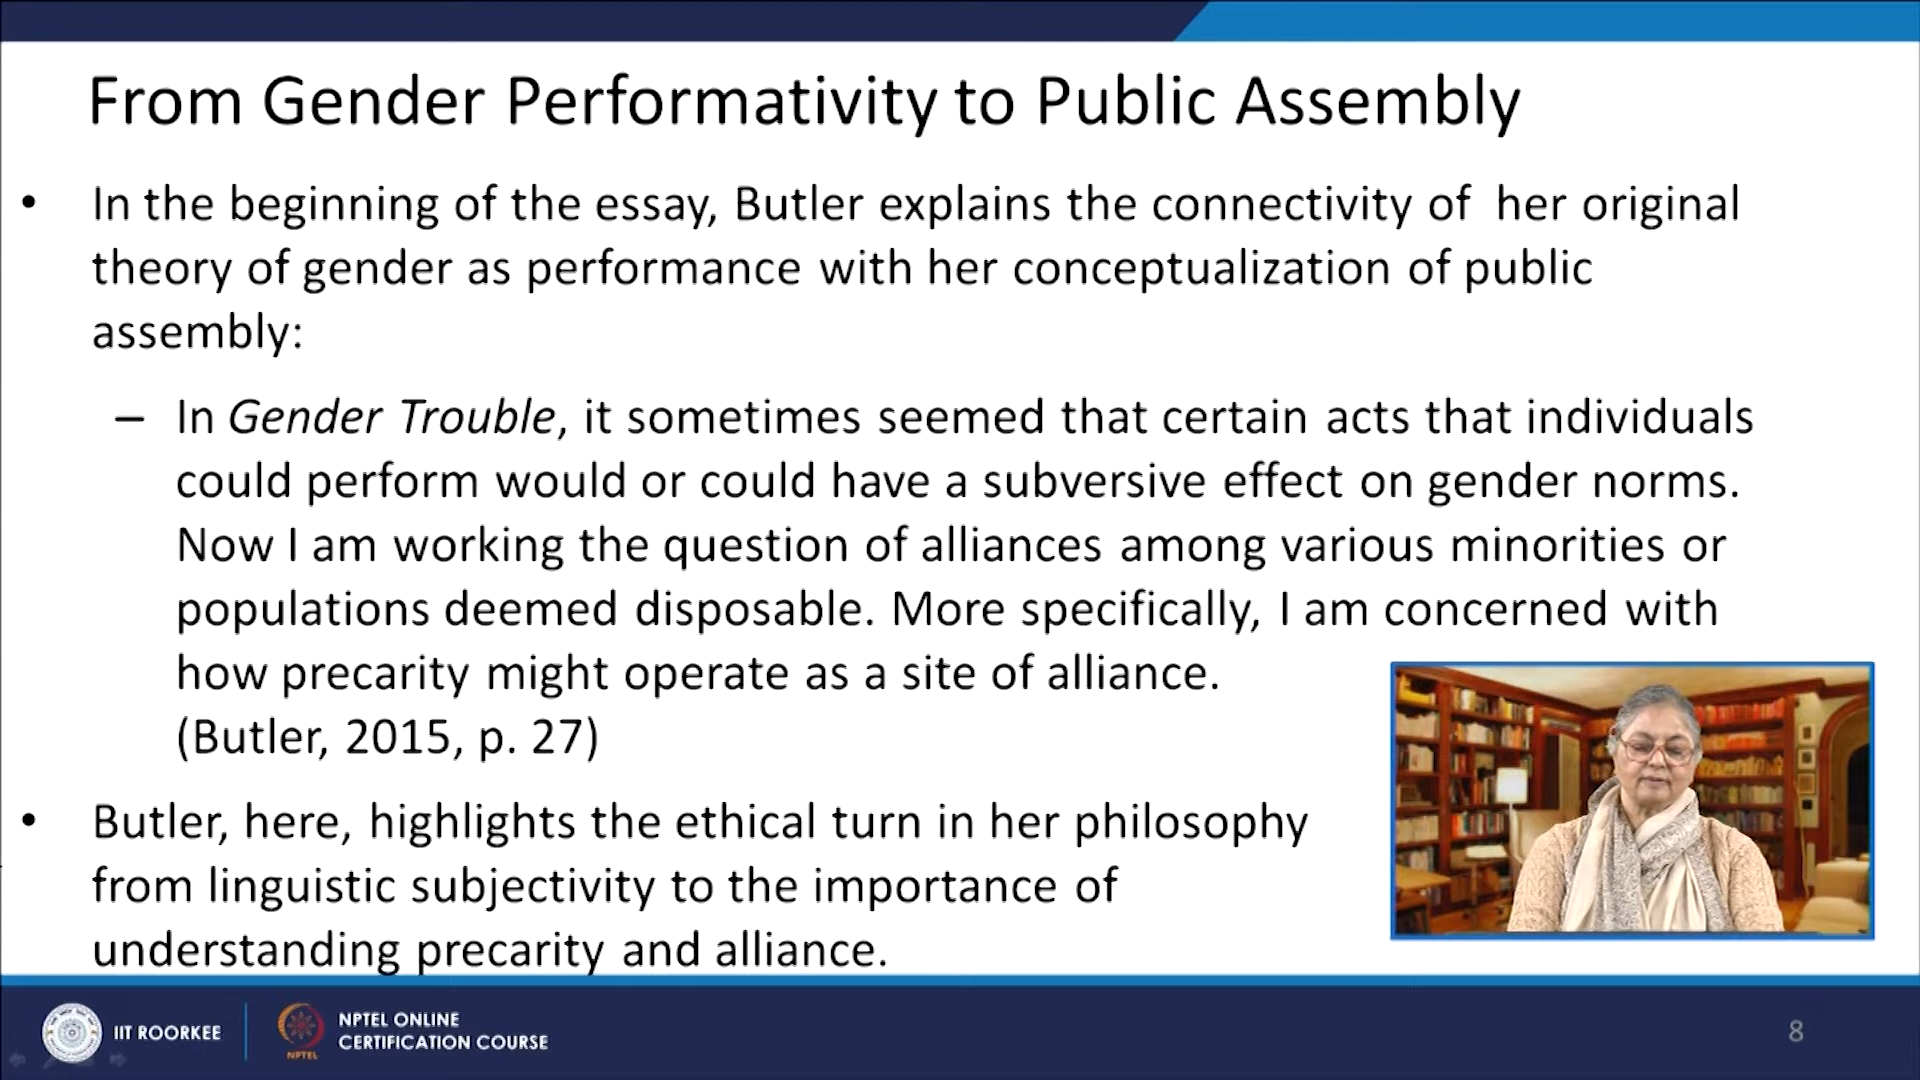 From Gender Performativity to Public Assembly
• In the beginning of the essay, Butler explains the connectivity of her original
theory of gender as performance with her conceptualization of public
assembly:
– In Gender Trouble, it sometimes seemed that certain acts that individuals
could perform would or could have a subversive effect on gender norms.
Now I am working the question of alliances among various minorities or
populations deemed disposable. More specifically, I am concerned with
how precarity might operate as a site of alliance.
(Butler, 2015, p. 27)
• Butler, here, highlights the ethical turn in her philosophy
from linguistic subjectivity to the importance of
understanding precarity and alliance.
IIT ROORKEE
NPTEL
NPTEL ONLINE
CERTIFICATION COURSE
8